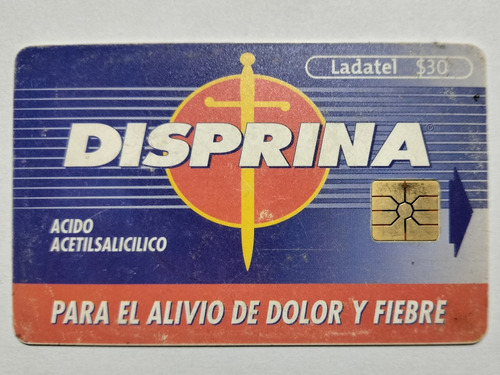 Ladatel $30
DISPRINA
ACIDO
ACETILSALICILICO
PARA EL ALIVIO DE DOLOR Y FIEBRE